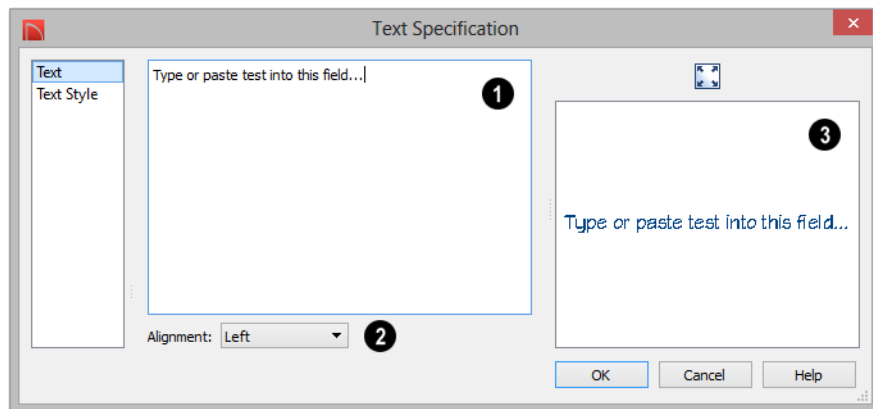 Text Specification
×
Text
Text Style
Type or paste test into this field...
1
Alignment: Left
2
3
Type or paste test into this field...
OK
Cancel
Help